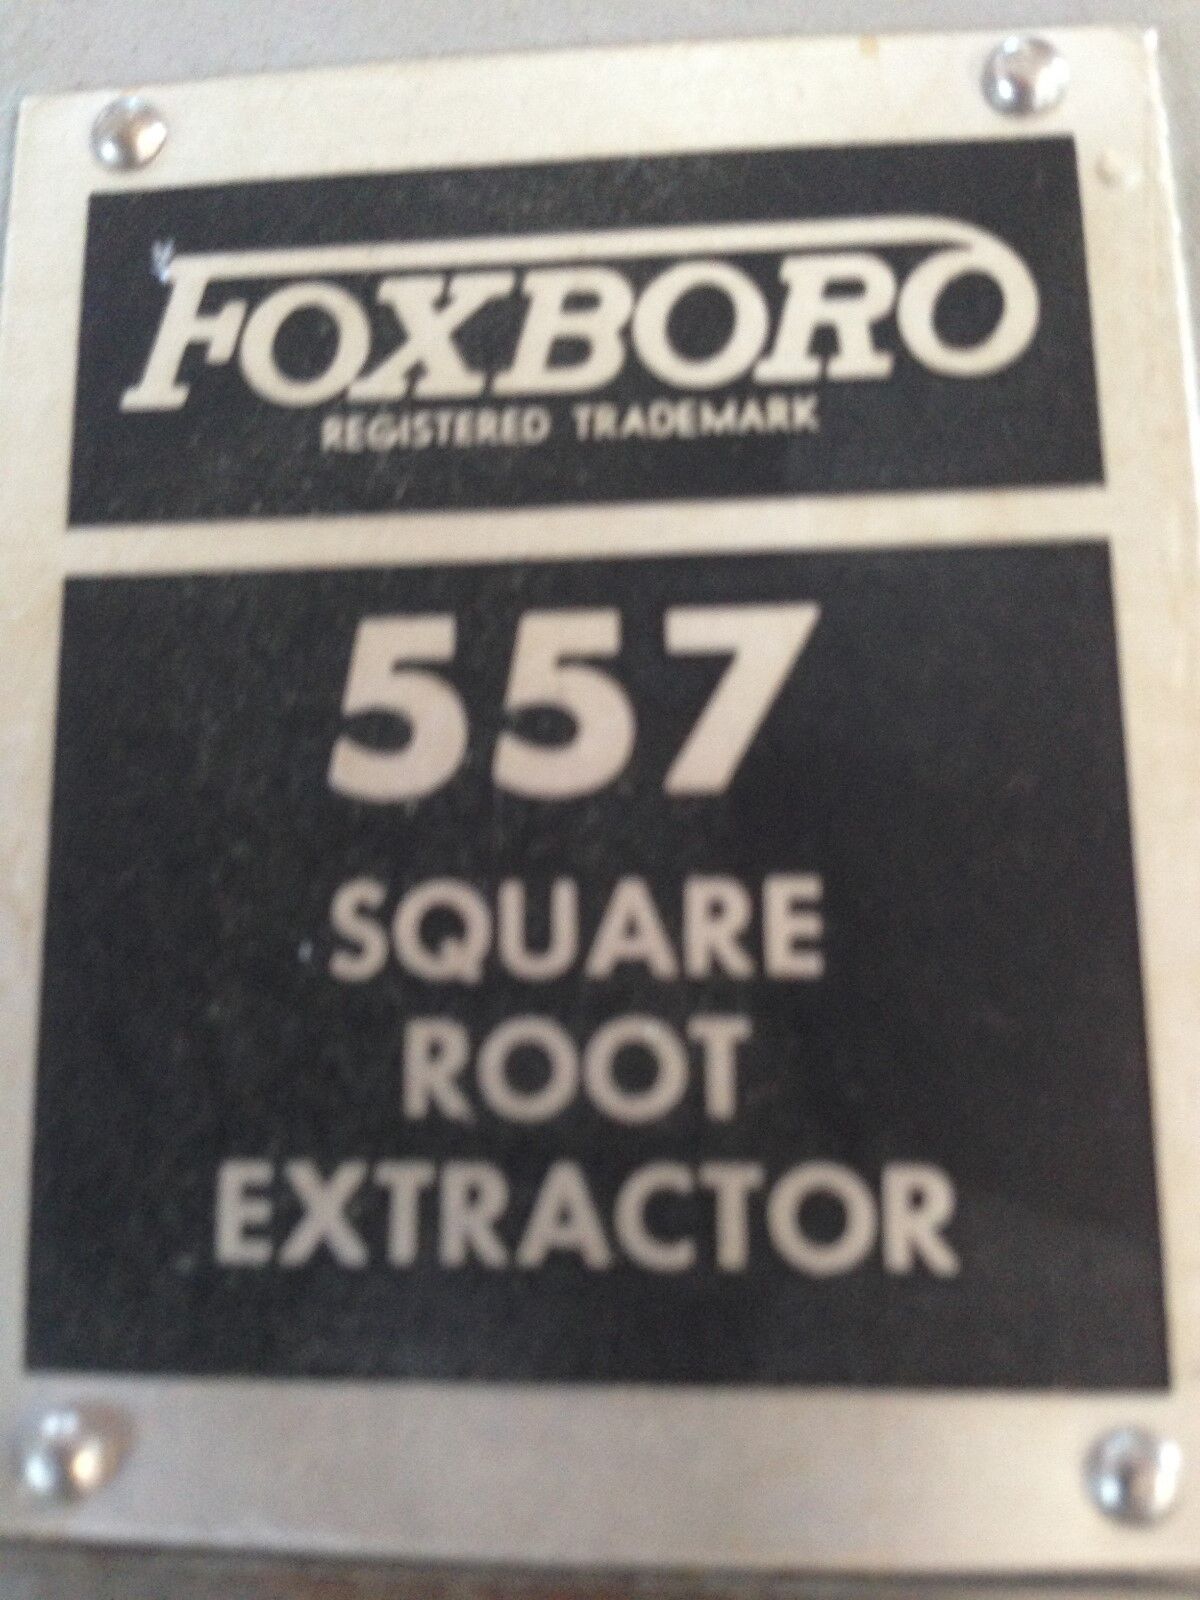 FOXBORO
REGISTERED TRADEMARK
557
SQUARE
ROOT
EXTRACTOR